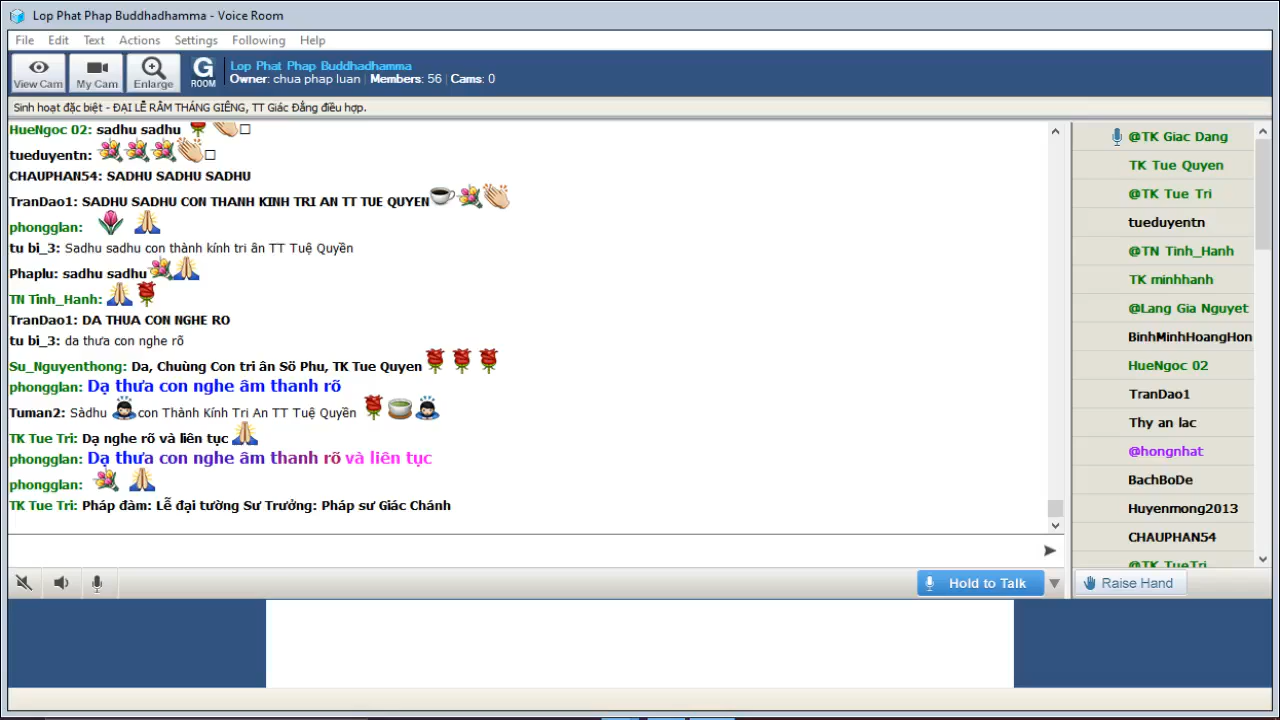 Lop Phat Phap Buddhadhamma - Voice Room
File Edit Text Actions Settings Following Help
View Cam My Cam Enlarge G ROOM
Lop Phat Phap Buddhadhamma
Owner: chua phap luan | Members: 56 | Cams: 0
Sinh hoạt đặc biệt - ĐẠI LỄ RẰM THÁNG GIÊNG, TT Giác Đẳng điều hợp.
HueNgoc 02: sadhu sadhu
tueduyentn:
CHAUPHAN54: SADHU SADHU SADHU
TranDao1: SADHU SADHU CON THANH KINH TRI AN TT TUE QUYEN
phongglan:
tu bi_3: Sadhu sadhu con thành kính tri ân TT Tuệ Quyền
Phaplu: sadhu sadhu
TN Tinh_Hanh:
TranDao1: DA THUA CON NGHE RO
tu bi_3: da thưa con nghe rõ
Su_Nguyenthong: Da, Chuùng Con tri ân Sö Phu, TK Tue Quyen
phongglan: Dạ thưa con nghe âm thanh rõ
Tuman2: Sàdhu con Thành Kính Tri An TT Tuệ Quyền
TK Tue Tri: Dạ nghe rõ và liên tục
phongglan: Dạ thưa con nghe âm thanh rõ và liên tục
phongglan:
TK Tue Tri: Pháp đàm: Lễ đại tường Sư Trưởng: Pháp sư Giác Chánh
@TK Giac Dang
TK Tue Quyen
@TK Tue Tri
tueduyentn
@TN Tinh_Hanh
TK minhhanh
@Lang Gia Nguyet
BinhMinhHoangHon
HueNgoc 02
TranDao1
Thy an lac
@hongnhat
BachBoDe
Huyenmong2013
CHAUPHAN54
@TK TueTri
Hold to Talk
Raise Hand